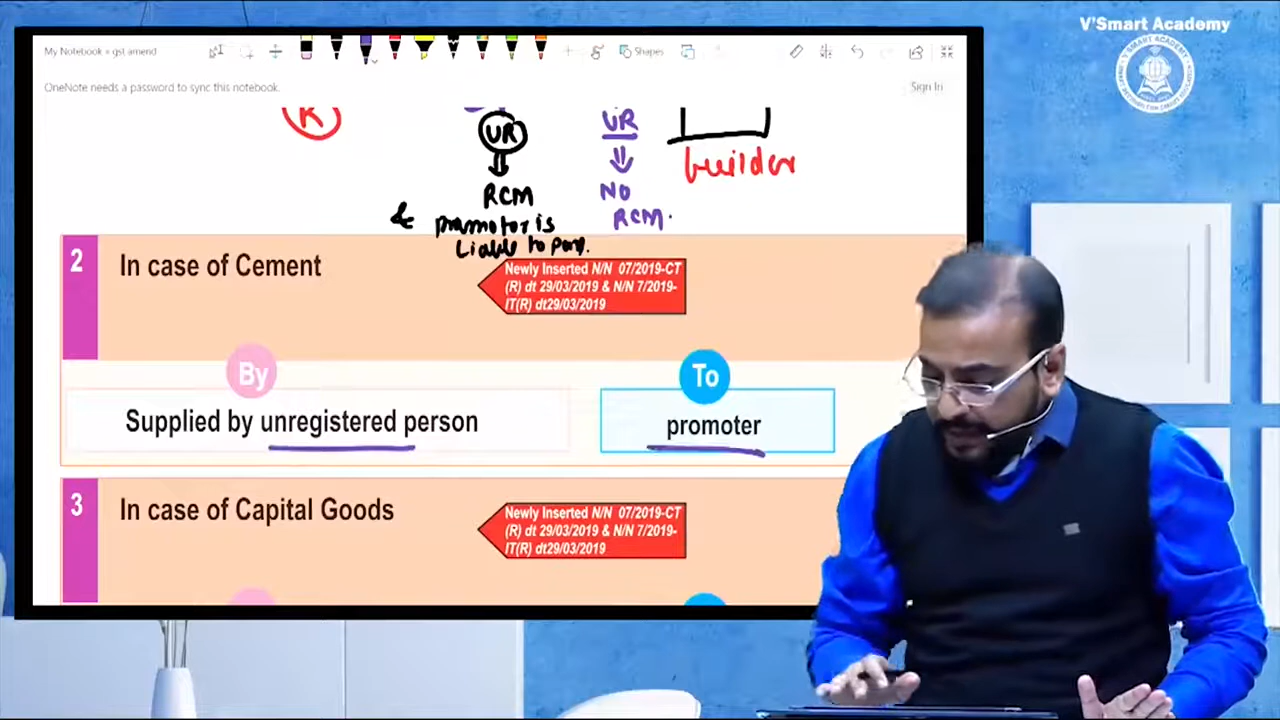 V'Smart Academy
My Notebook » gst amend
Shapes
OneNote needs a password to sync this notebook.
Sign In
R
UR
UR
builder
RCM
NO
RCM.
& promotor is
Liable to pay.
2
In case of Cement
Newly Inserted N/N 07/2019-CT
(R) dt 29/03/2019 & N/N 7/2019-
IT(R) dt29/03/2019
By
To
Supplied by unregistered person
promoter
3
In case of Capital Goods
Newly Inserted N/N 07/2019-CT
(R) dt 29/03/2019 & N/N 7/2019-
IT(R) dt29/03/2019